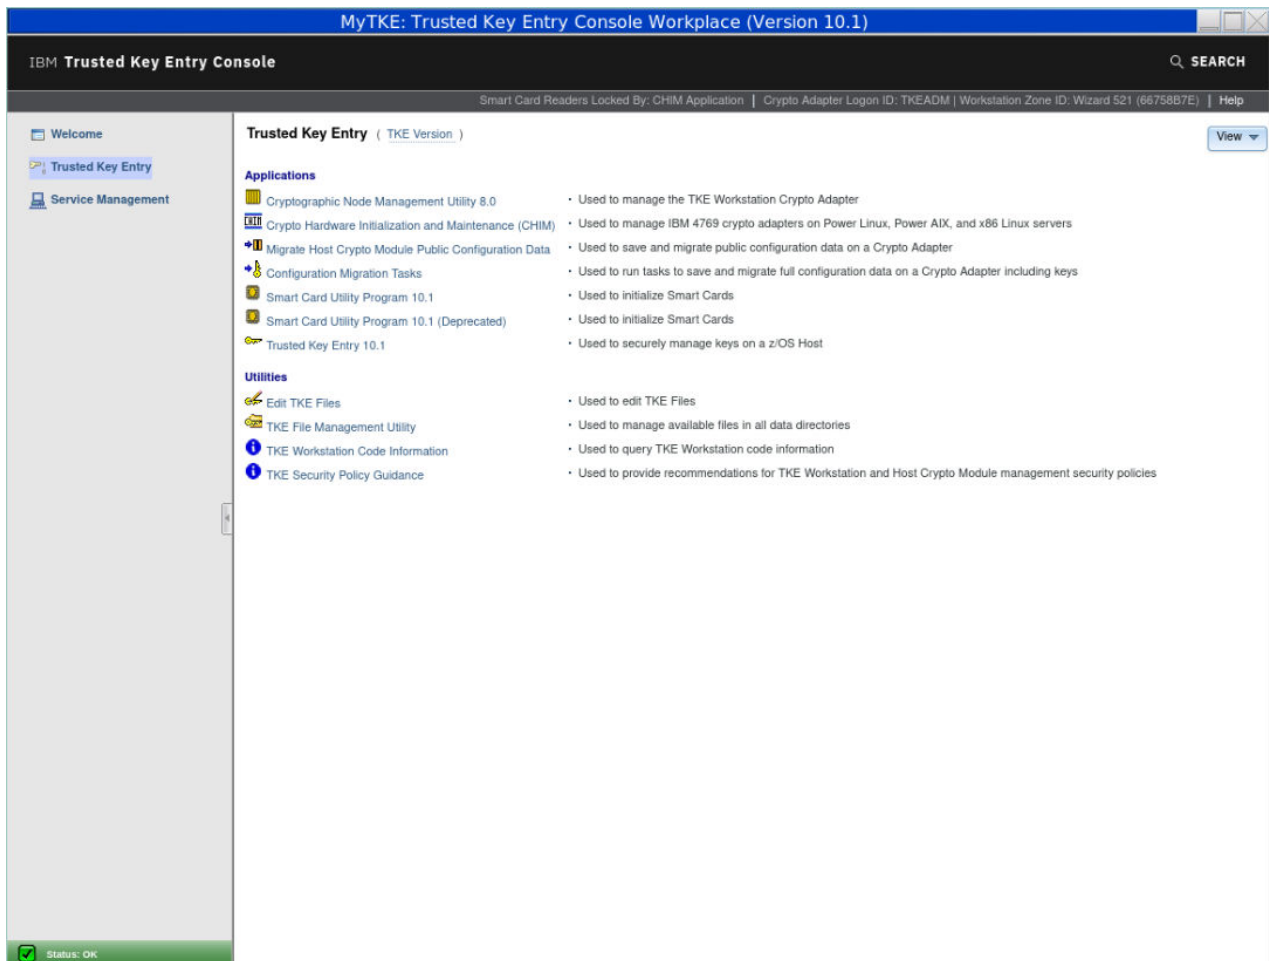 MyTKE: Trusted Key Entry Console Workplace (Version 10.1)
IBM Trusted Key Entry Console
SEARCH
Smart Card Readers Locked By: CHIM Application | Crypto Adapter Logon ID: TKEADM | Workstation Zone ID: Wizard 521 (66758B7E) | Help
Welcome
Trusted Key Entry
Service Management
Trusted Key Entry ( TKE Version )
View
Applications
Cryptographic Node Management Utility 8.0 • Used to manage the TKE Workstation Crypto Adapter
CHIM Crypto Hardware Initialization and Maintenance (CHIM) • Used to manage IBM 4769 crypto adapters on Power Linux, Power AIX, and x86 Linux servers
Migrate Host Crypto Module Public Configuration Data • Used to save and migrate public configuration data on a Crypto Adapter
Configuration Migration Tasks • Used to run tasks to save and migrate full configuration data on a Crypto Adapter including keys
Smart Card Utility Program 10.1 • Used to initialize Smart Cards
Smart Card Utility Program 10.1 (Deprecated) • Used to initialize Smart Cards
Trusted Key Entry 10.1 • Used to securely manage keys on a z/OS Host
Utilities
Edit TKE Files • Used to edit TKE Files
TKE File Management Utility • Used to manage available files in all data directories
TKE Workstation Code Information • Used to query TKE Workstation code information
TKE Security Policy Guidance • Used to provide recommendations for TKE Workstation and Host Crypto Module management security policies
Status: OK